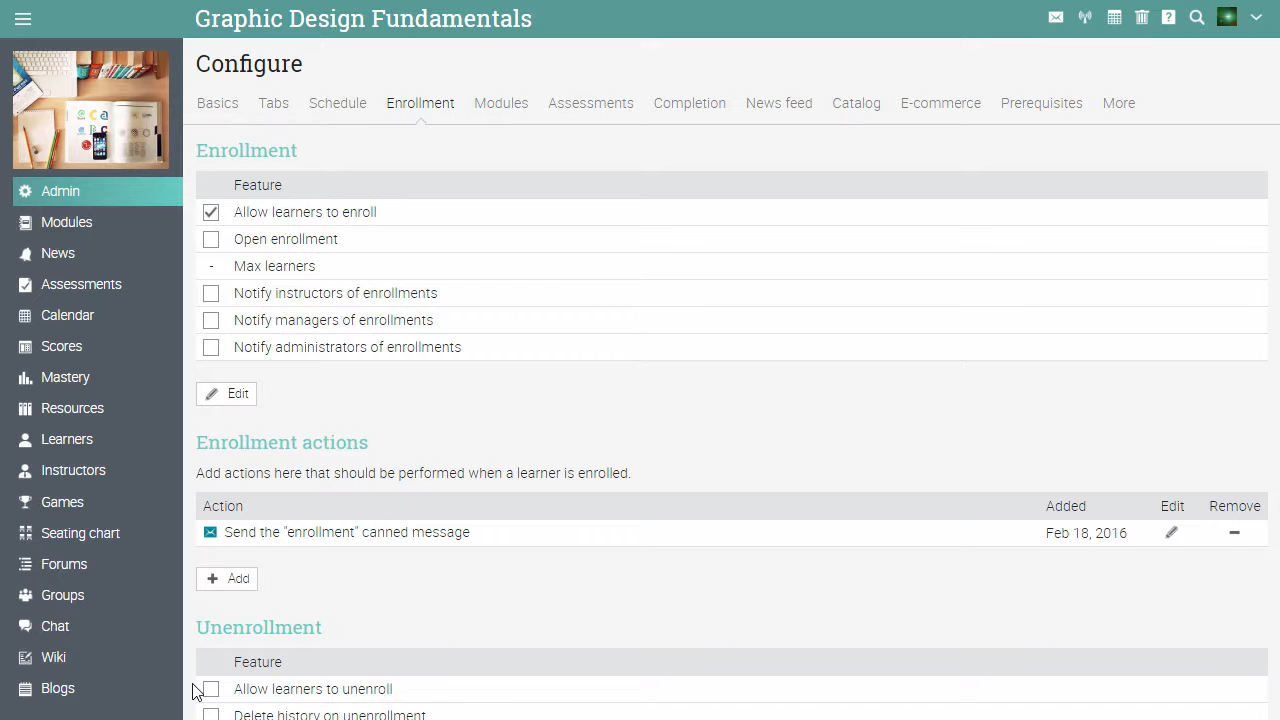 Graphic Design Fundamentals
Configure
Basics Tabs Schedule Enrollment Modules Assessments Completion News feed Catalog E-commerce Prerequisites More
Admin
Modules
News
Assessments
Calendar
Scores
Mastery
Resources
Learners
Instructors
Games
Seating chart
Forums
Groups
Chat
Wiki
Blogs
Enrollment
Feature
Allow learners to enroll
Open enrollment
- Max learners
Notify instructors of enrollments
Notify managers of enrollments
Notify administrators of enrollments
Edit
Enrollment actions
Add actions here that should be performed when a learner is enrolled.
Action Added Edit Remove
Send the "enrollment" canned message Feb 18, 2016
Add
Unenrollment
Feature
Allow learners to unenroll
Delete history on unenrollment